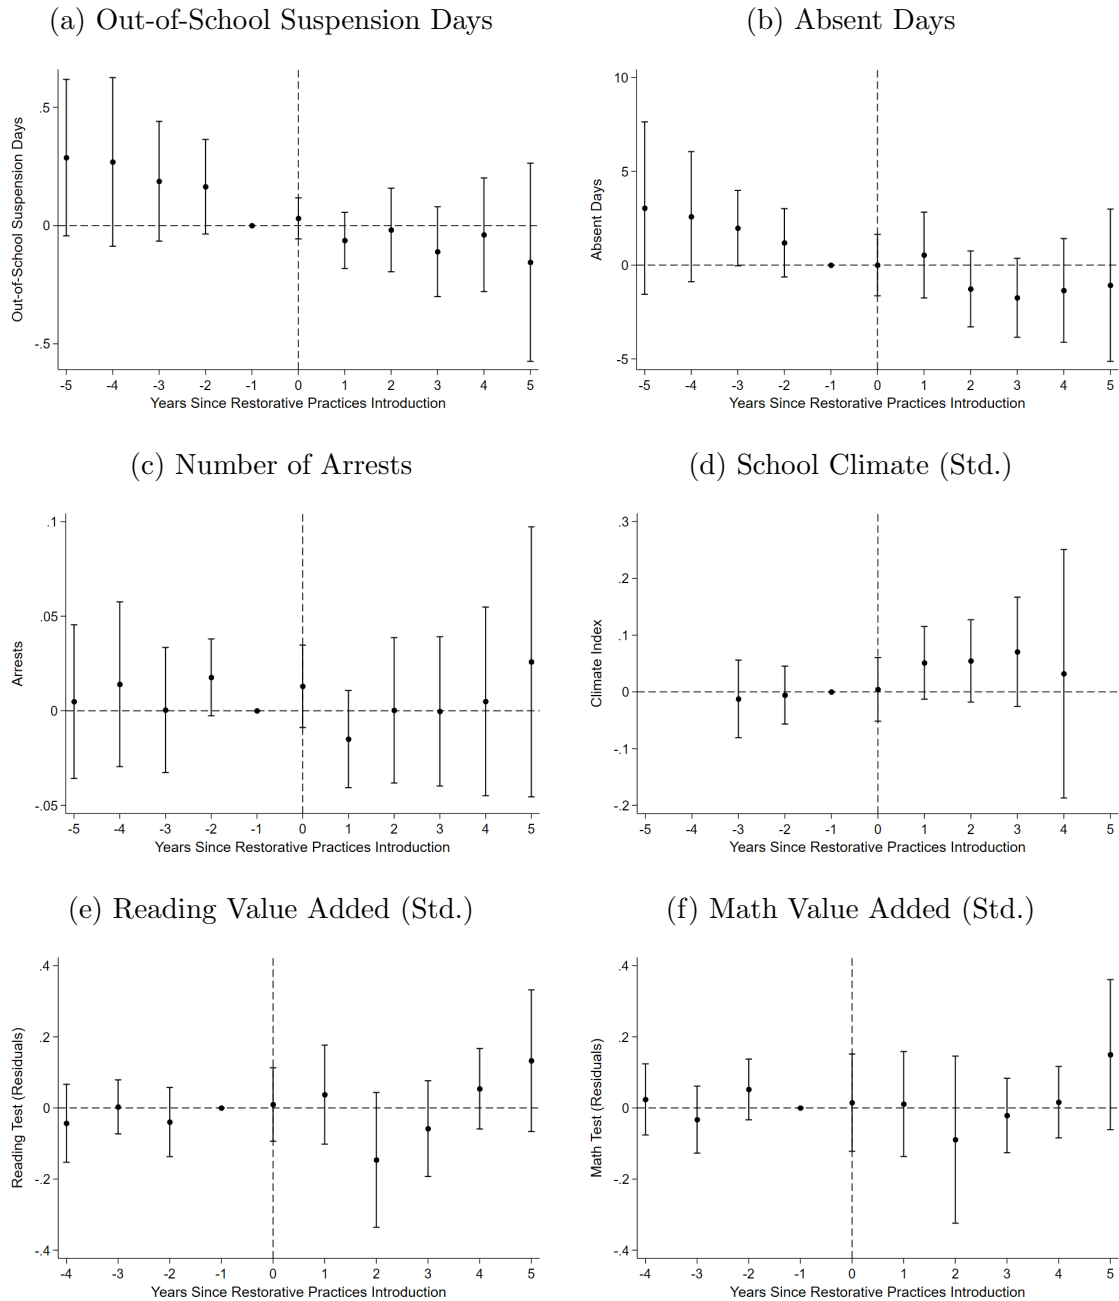 (a) Out-of-School Suspension Days
(b) Absent Days
Out-of-School Suspension Days
.5
0
-.5
-5 -4 -3 -2 -1 0 1 2 3 4 5
Years Since Restorative Practices Introduction
Absent Days
10
5
0
-5
-5 -4 -3 -2 -1 0 1 2 3 4 5
Years Since Restorative Practices Introduction
(c) Number of Arrests
(d) School Climate (Std.)
Arrests
.1
.05
0
-.05
-5 -4 -3 -2 -1 0 1 2 3 4 5
Years Since Restorative Practices Introduction
Climate Index
.3
.2
.1
0
-.1
-.2
-5 -4 -3 -2 -1 0 1 2 3 4 5
Years Since Restorative Practices Introduction
(e) Reading Value Added (Std.)
(f) Math Value Added (Std.)
Reading Test (Residuals)
.4
.2
0
-.2
-.4
-4 -3 -2 -1 0 1 2 3 4 5
Years Since Restorative Practices Introduction
Math Test (Residuals)
.4
.2
0
-.2
-.4
-4 -3 -2 -1 0 1 2 3 4 5
Years Since Restorative Practices Introduction